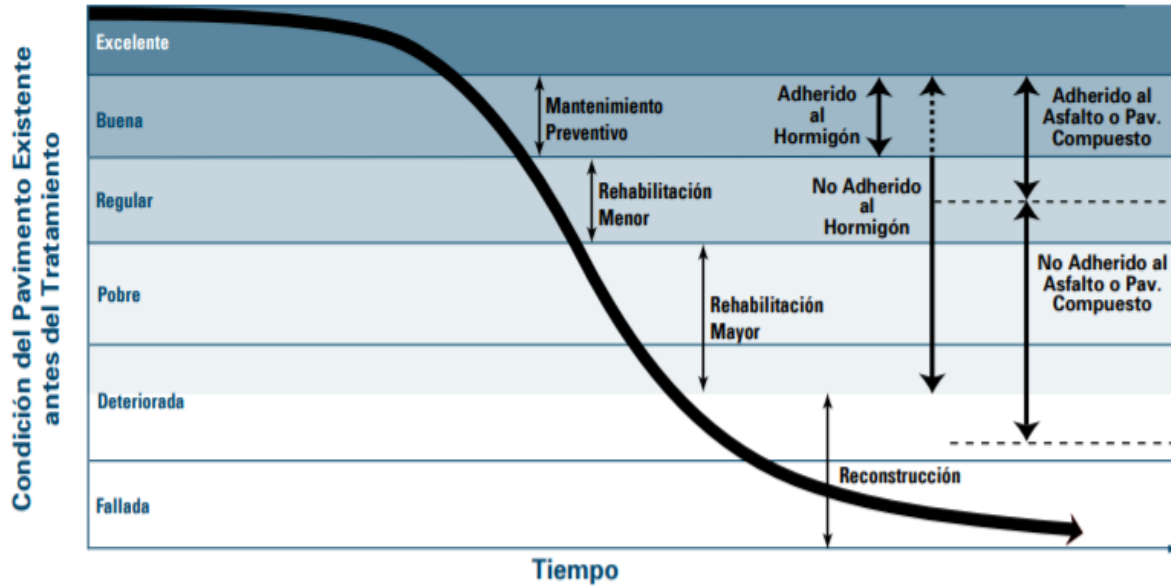 Condición del Pavimento Existente
antes del Tratamiento
Excelente
Buena
Regular
Pobre
Deteriorada
Fallada
Mantenimiento
Preventivo
Rehabilitación
Menor
Rehabilitación
Mayor
Reconstrucción
Adherido
al
Hormigón
No Adherido
al
Hormigón
Adherido al
Asfalto o Pav.
Compuesto
No Adherido al
Asfalto o Pav.
Compuesto
Tiempo